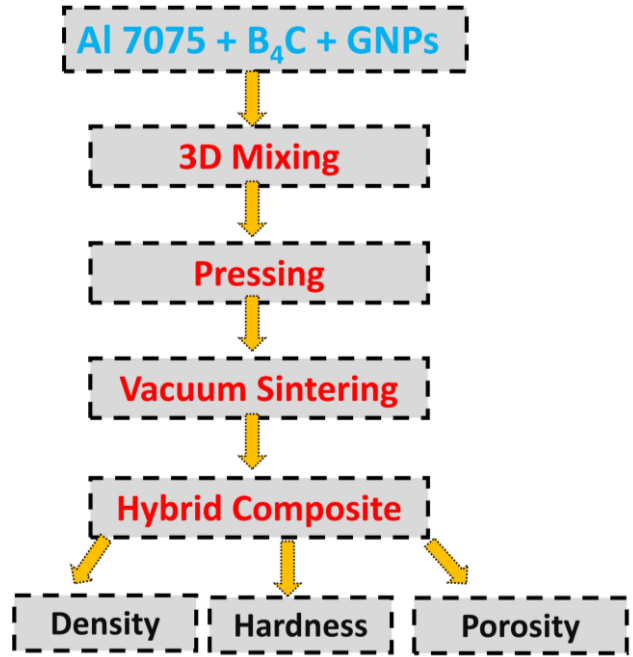 Al 7075 + B₄C + GNPs
3D Mixing
Pressing
Vacuum Sintering
Hybrid Composite
Density
Hardness
Porosity